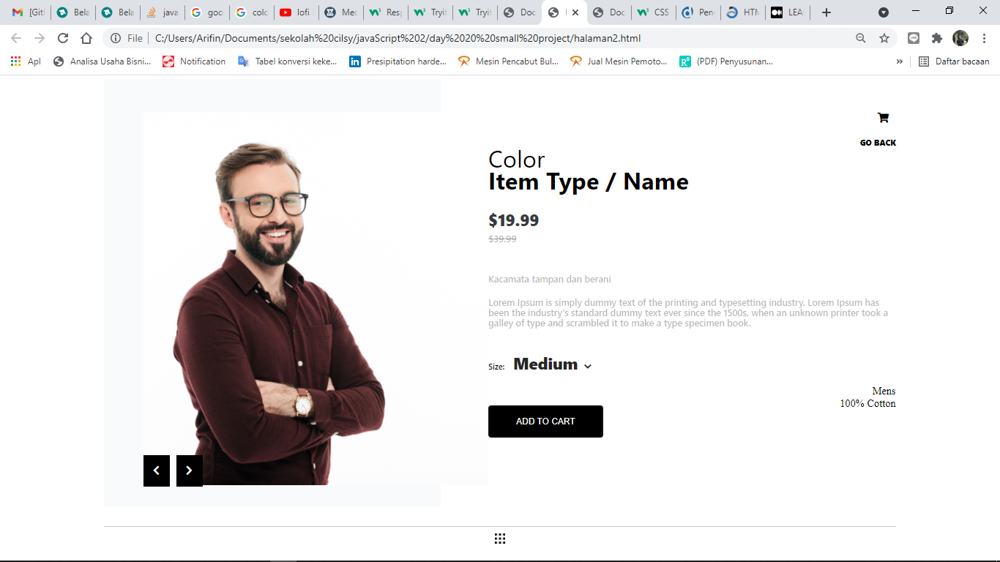 [Git
Bela
Bela
java
goo
colo
lofi
Med
Resp
Tryit
Tryit
Doc
Doc
CSS
Pen
HTM
LEA
File
C:/Users/Arifin/Documents/sekolah%20cilsy/javaScript%202/day%2020%20small%20project/halaman2.html
Apl
Analisa Usaha Bisni...
Notification
Tabel konversi keke...
Presipitation harde...
Mesin Pencabut Bul...
Jual Mesin Pemoto...
(PDF) Penyusunan...
»
Daftar bacaan
GO BACK
Color
Item Type / Name
$19.99
$39.99
Kacamata tampan dan berani
Lorem Ipsum is simply dummy text of the printing and typesetting industry. Lorem Ipsum has
been the industry's standard dummy text ever since the 1500s, when an unknown printer took a
galley of type and scrambled it to make a type specimen book.
Size: Medium
Mens
100% Cotton
ADD TO CART